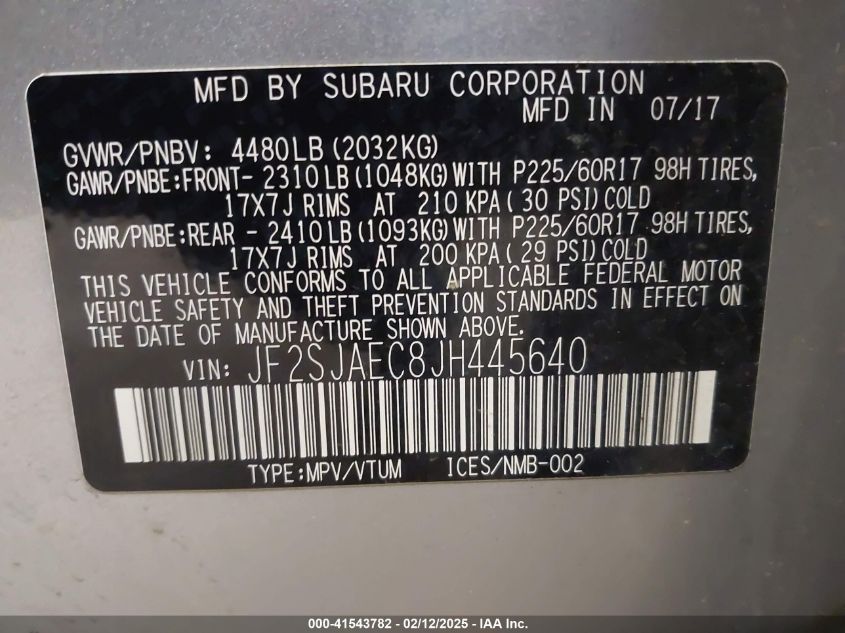 MFD BY SUBARU CORPORATION
MFD IN 07/17
GVWR/PNBV: 4480LB (2032KG)
GAWR/PNBE:FRONT- 2310LB (1048KG) WITH P225/60R17 98H TIRES,
17X7J RIMS AT 210 KPA ( 30 PSI) COLD
GAWR/PNBE:REAR - 2410LB (1093KG) WITH P225/60R17 98H TIRES,
17X7J RIMS AT 200 KPA ( 29 PSI) COLD
THIS VEHICLE CONFORMS TO ALL APPLICABLE FEDERAL MOTOR
VEHICLE SAFETY AND THEFT PREVENTION STANDARDS IN EFFECT ON
THE DATE OF MANUFACTURE SHOWN ABOVE.
VIN: JF2SJAEC8JH445640
TYPE:MPV/VTUM ICES/NMB-002
000-41543782 - 02/12/2025 - IAA Inc.